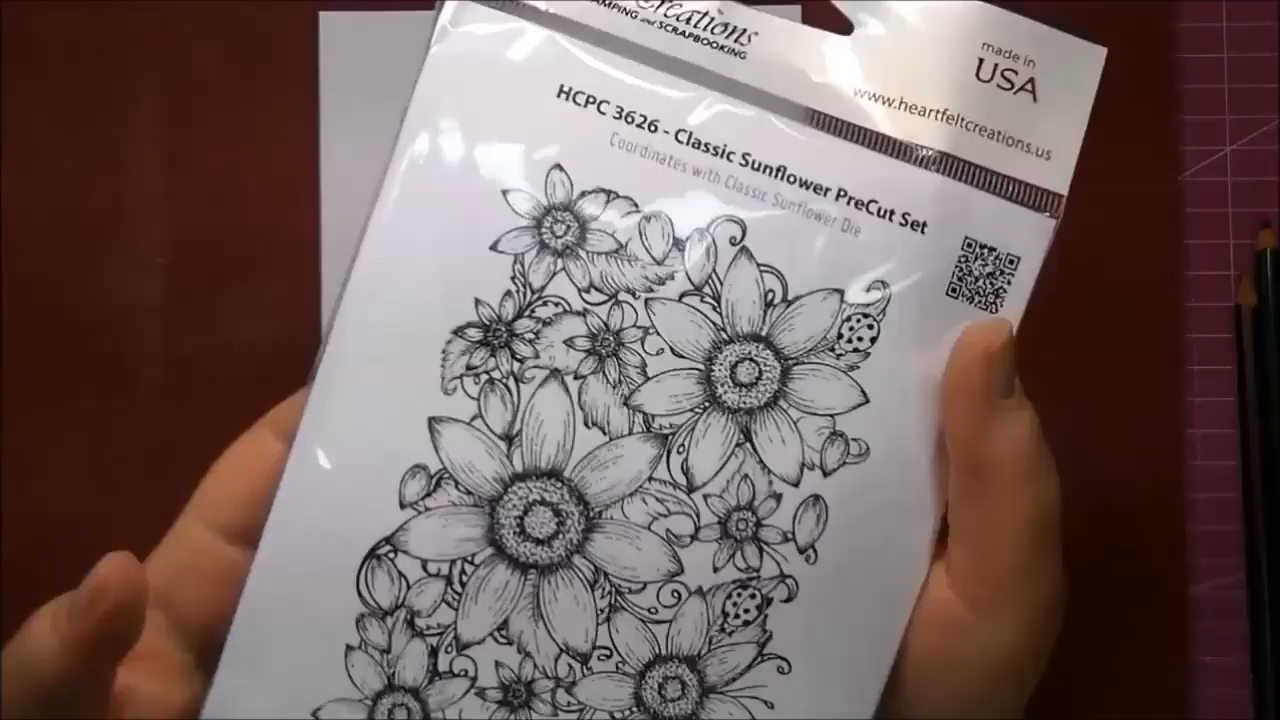 Creations
STAMPING and SCRAPBOOKING
made in
USA
www.heartfeltcreations.us
HCPC 3626 - Classic Sunflower PreCut Set
Coordinates with Classic Sunflower Die